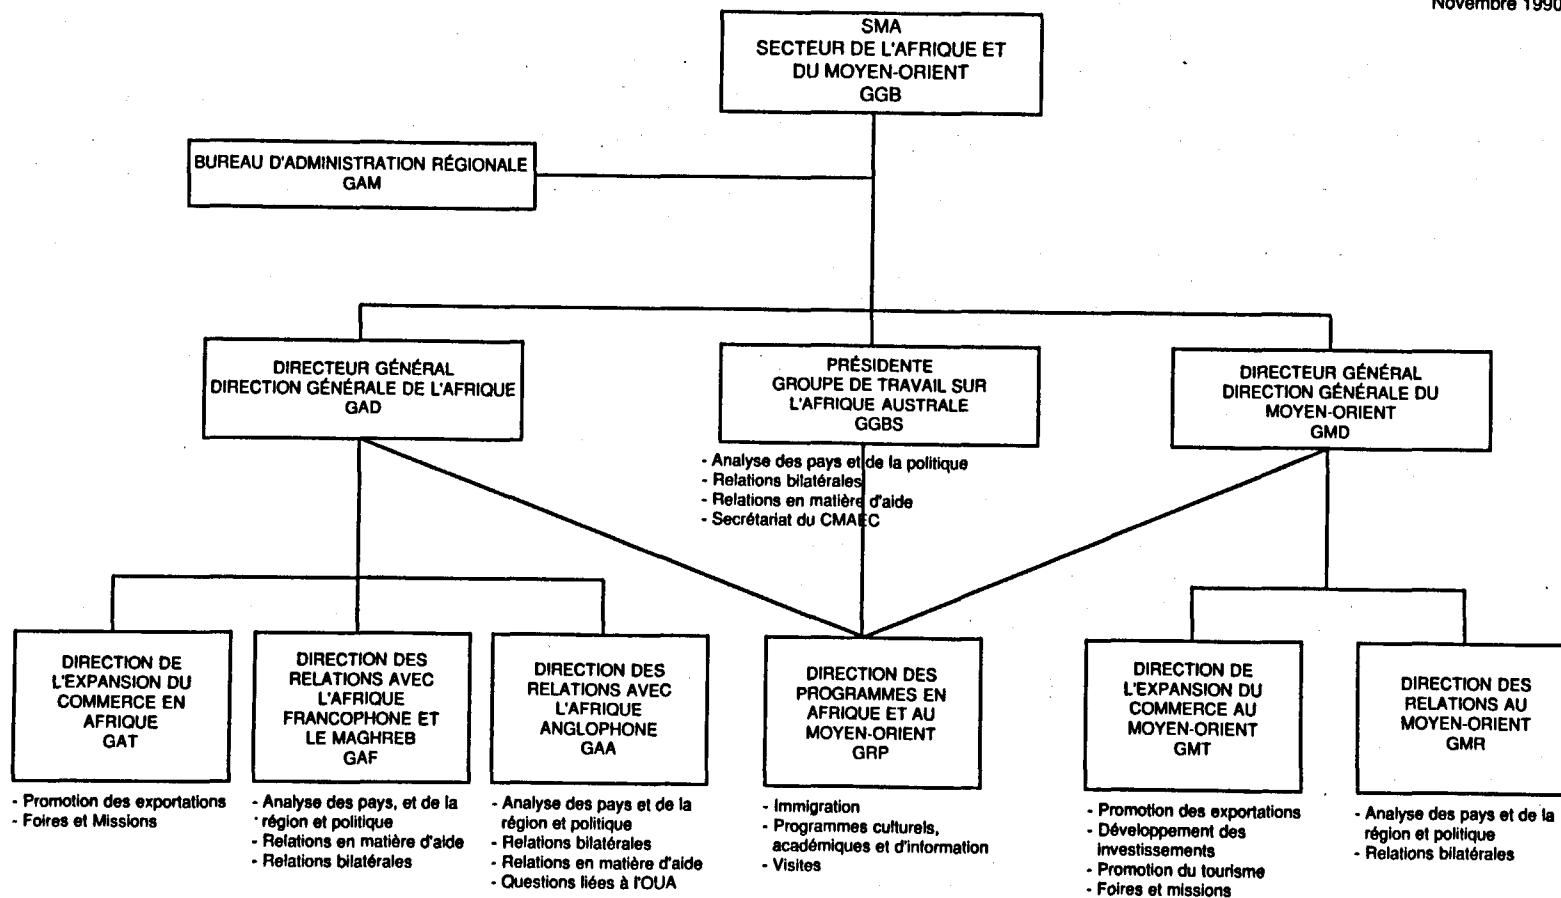 Novembre 1990
SMA
SECTEUR DE L'AFRIQUE ET
DU MOYEN-ORIENT
GGB
BUREAU D'ADMINISTRATION RÉGIONALE
GAM
DIRECTEUR GÉNÉRAL
DIRECTION GÉNÉRALE DE L'AFRIQUE
GAD
PRÉSIDENTE
GROUPE DE TRAVAIL SUR
L'AFRIQUE AUSTRALE
GGBS
- Analyse des pays et de la politique
- Relations bilatérales
- Relations en matière d'aide
- Secrétariat du CMAEC
DIRECTEUR GÉNÉRAL
DIRECTION GÉNÉRALE DU
MOYEN-ORIENT
GMD
DIRECTION DE
L'EXPANSION DU
COMMERCE EN
AFRIQUE
GAT
- Promotion des exportations
- Foires et Missions
DIRECTION DES
RELATIONS AVEC
L'AFRIQUE
FRANCOPHONE ET
LE MAGHREB
GAF
- Analyse des pays, et de la
région et politique
- Relations en matière d'aide
- Relations bilatérales
DIRECTION DES
RELATIONS AVEC
L'AFRIQUE
ANGLOPHONE
GAA
- Analyse des pays et de la
région et politique
- Relations bilatérales
- Relations en matière d'aide
- Questions liées à l'OUA
DIRECTION DES
PROGRAMMES EN
AFRIQUE ET AU
MOYEN-ORIENT
GRP
- Immigration
- Programmes culturels,
académiques et d'information
- Visites
DIRECTION DE
L'EXPANSION DU
COMMERCE AU
MOYEN-ORIENT
GMT
- Promotion des exportations
- Développement des
investissements
- Promotion du tourisme
- Foires et missions
DIRECTION DES
RELATIONS AU
MOYEN-ORIENT
GMR
- Analyse des pays et de la
région et politique
- Relations bilatérales